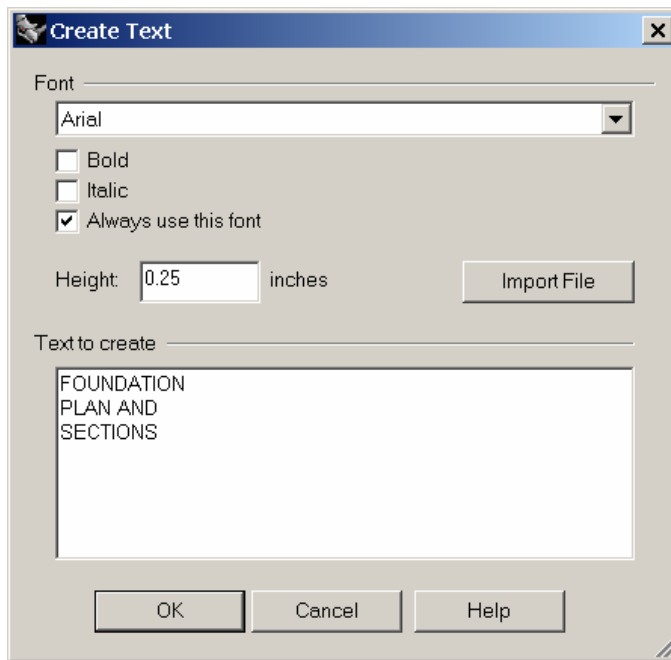 Create Text
Font
Arial
Bold
Italic
Always use this font
Height: 0.25 inches Import File
Text to create
FOUNDATION
PLAN AND
SECTIONS
OK Cancel Help